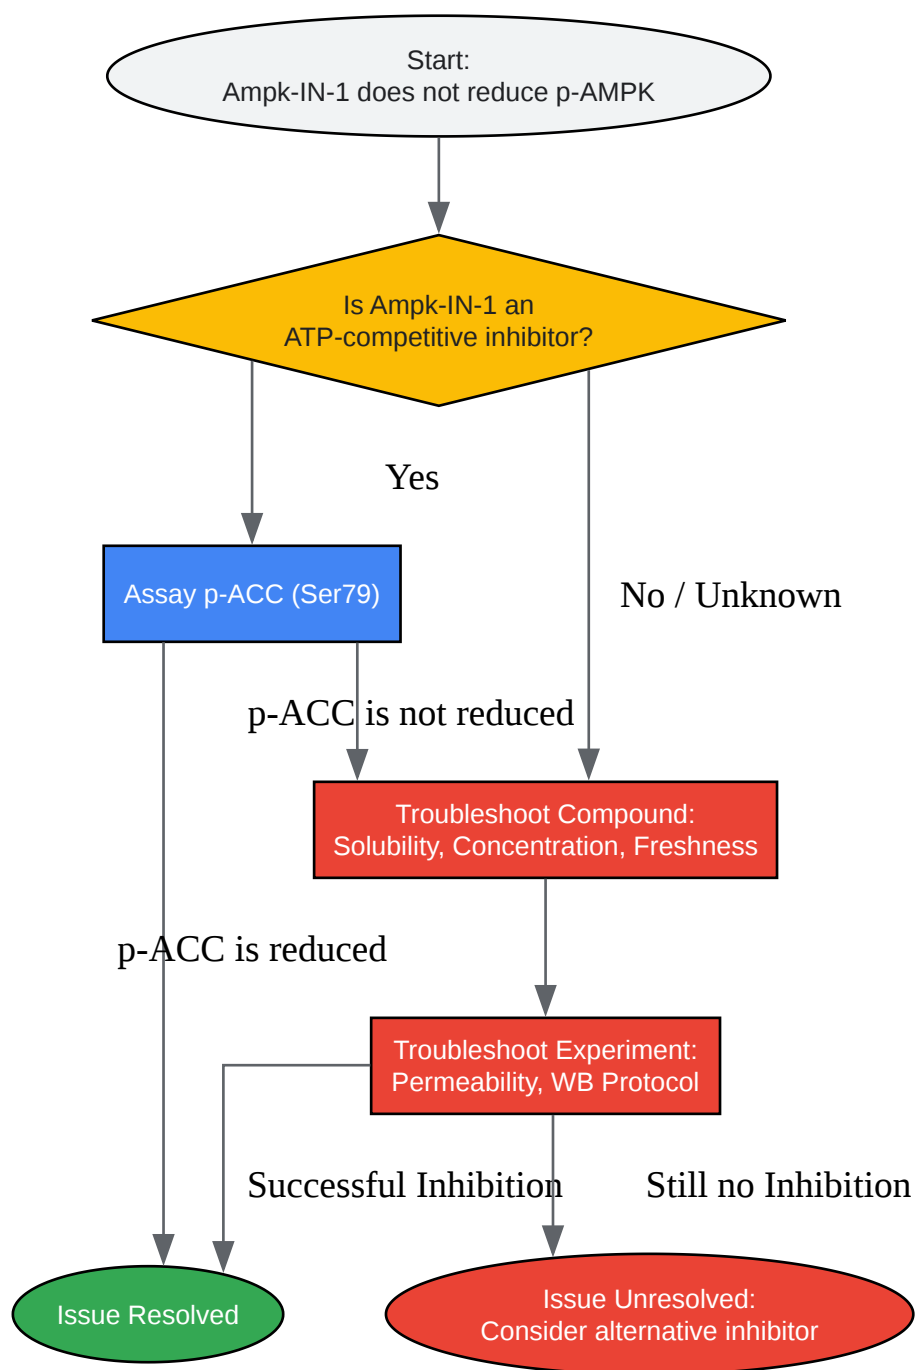 Start:
Ampk-IN-1 does not reduce p-AMPK
Is Ampk-IN-1 an
ATP-competitive inhibitor?
Yes
Assay p-ACC (Ser79)
No / Unknown
p-ACC is not reduced
Troubleshoot Compound:
Solubility, Concentration, Freshness
p-ACC is reduced
Troubleshoot Experiment:
Permeability, WB Protocol
Successful Inhibition
Still no Inhibition
Issue Resolved
Issue Unresolved:
Consider alternative inhibitor